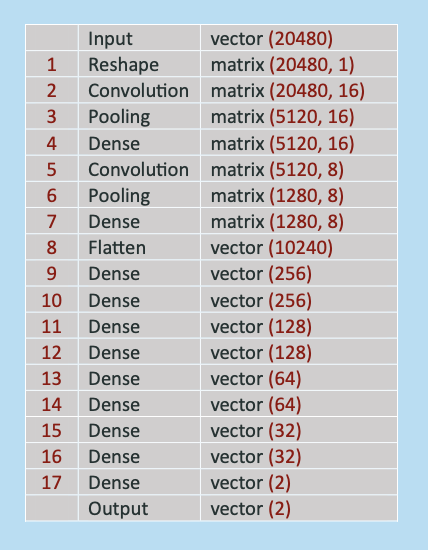 Input vector (20480)
1 Reshape matrix (20480, 1)
2 Convolution matrix (20480, 16)
3 Pooling matrix (5120, 16)
4 Dense matrix (5120, 16)
5 Convolution matrix (5120, 8)
6 Pooling matrix (1280, 8)
7 Dense matrix (1280, 8)
8 Flatten vector (10240)
9 Dense vector (256)
10 Dense vector (256)
11 Dense vector (128)
12 Dense vector (128)
13 Dense vector (64)
14 Dense vector (64)
15 Dense vector (32)
16 Dense vector (32)
17 Dense vector (2)
Output vector (2)